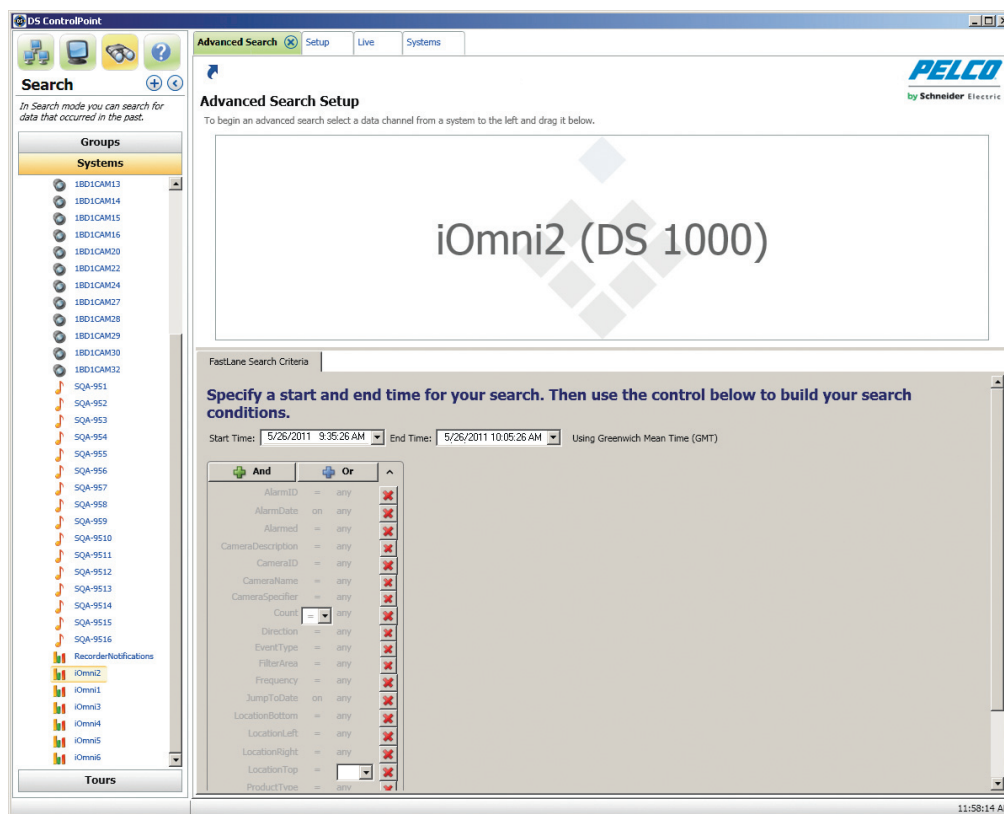 DS ControlPoint
Search
In Search mode you can search for
data that occurred in the past.
Groups
Systems
1BD1CAM13
1BD1CAM14
1BD1CAM15
1BD1CAM16
1BD1CAM20
1BD1CAM22
1BD1CAM24
1BD1CAM27
1BD1CAM28
1BD1CAM29
1BD1CAM30
1BD1CAM32
SQA-951
SQA-952
SQA-953
SQA-954
SQA-955
SQA-956
SQA-957
SQA-958
SQA-959
SQA-9510
SQA-9511
SQA-9512
SQA-9513
SQA-9514
SQA-9515
SQA-9516
RecorderNotifications
iOmni2
iOmni1
iOmni3
iOmni4
iOmni5
iOmni6
Tours
Advanced Search Setup Live Systems
PELCO
by Schneider Electric
Advanced Search Setup
To begin an advanced search select a data channel from a system to the left and drag it below.
iOmni2 (DS 1000)
FastLane Search Criteria
Specify a start and end time for your search. Then use the control below to build your search
conditions.
Start Time: 5/26/2011 9:35:26 AM End Time: 5/26/2011 10:05:26 AM Using Greenwich Mean Time (GMT)
And Or ^
AlarmID = any
AlarmDate on any
Alarmed = any
CameraDescription = any
CameraID = any
CameraName = any
CameraSpecifier = any
Count = any
Direction = any
EventType = any
FilterArea = any
Frequency = any
JumpToDate on any
LocationBottom = any
LocationLeft = any
LocationRight = any
LocationTop =
ProductType = any
11:58:14 A